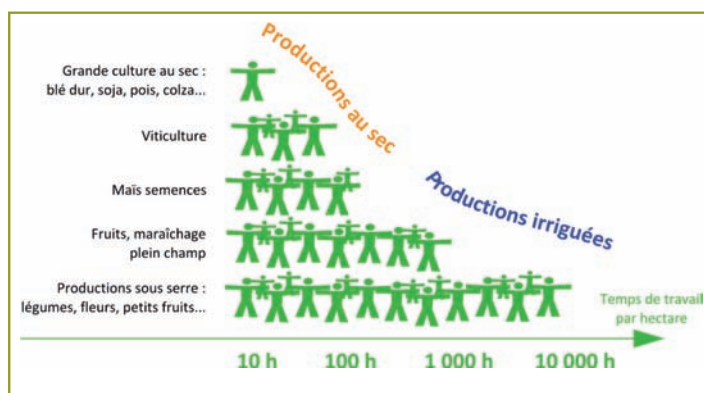 Productions au sec
Grande culture au sec :
blé dur, soja, pois, colza...
Viticulture
Maïs semences
Productions irriguées
Fruits, maraîchage
plein champ
Productions sous serre :
légumes, fleurs, petits fruits...
Temps de travail
par hectare
10 h 100 h 1 000 h 10 000 h